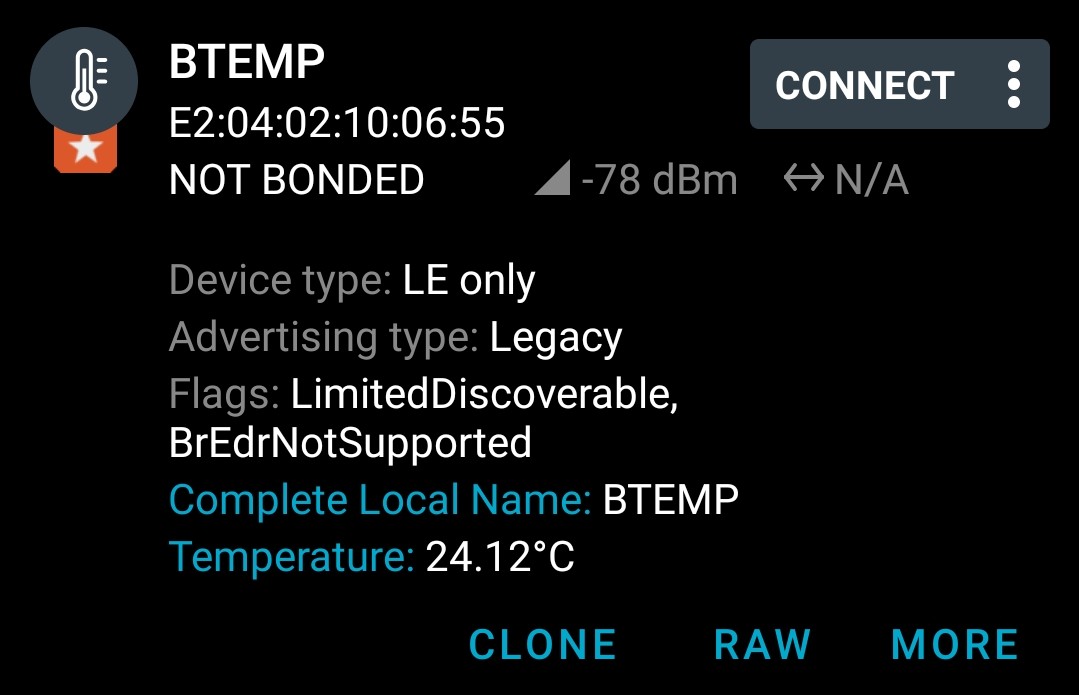 BTEMP
CONNECT
E2:04:02:10:06:55
NOT BONDED -78 dBm N/A
Device type: LE only
Advertising type: Legacy
Flags: LimitedDiscoverable,
BrEdrNotSupported
Complete Local Name: BTEMP
Temperature: 24.12°C
CLONE RAW MORE